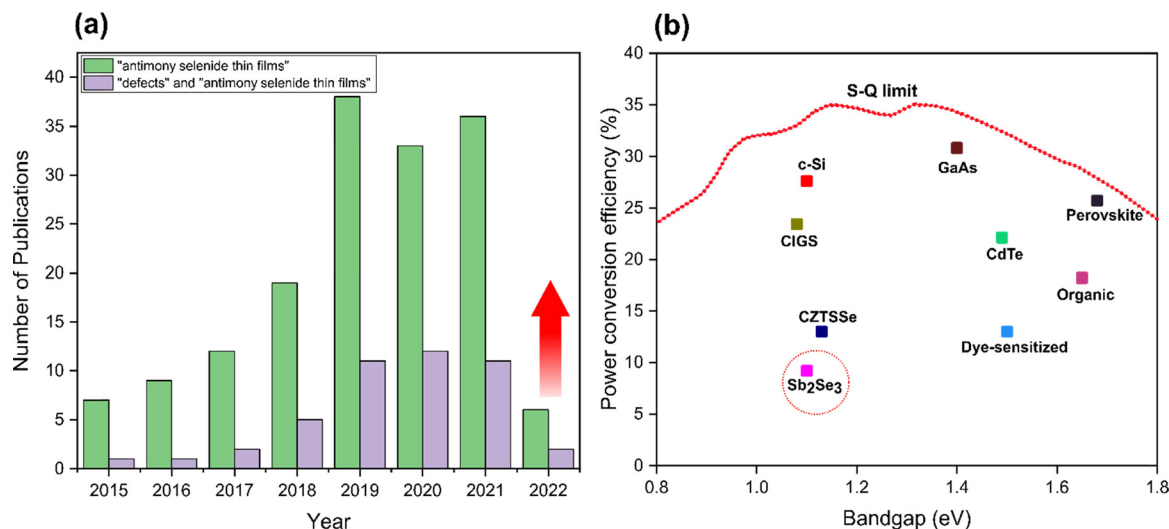 (a)
"antimony selenide thin films"
"defects" and "antimony selenide thin films"
Number of Publications
40
35
30
25
20
15
10
5
0
2015 2016 2017 2018 2019 2020 2021 2022
Year
(b)
Power conversion efficiency (%)
40
35
30
25
20
15
10
5
0
S-Q limit
c-Si
GaAs
CIGS
Perovskite
CdTe
Organic
CZTSSe
Dye-sensitized
Sb₂Se₃
0.8 1.0 1.2 1.4 1.6 1.8
Bandgap (eV)